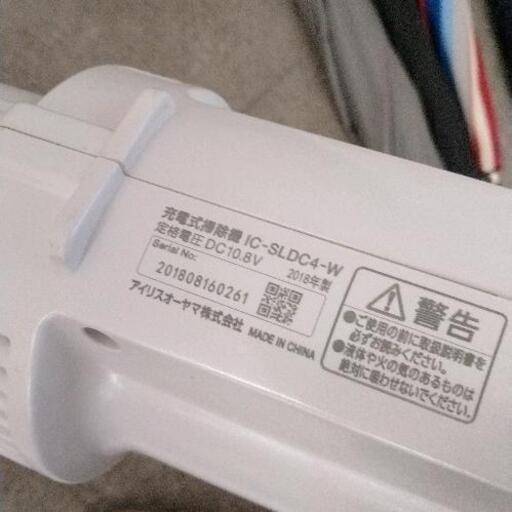 充電式掃除機 IC-SLDC4-W
定格電圧 DC10.8V 2018年製
Serial No:
201808160261
アイリスオーヤマ株式会社 MADE IN CHINA
警告
●ご使用の前に取扱説明書を
必ずお読みください。
●液体や火の気のあるものは
絶対に吸わせないでください。